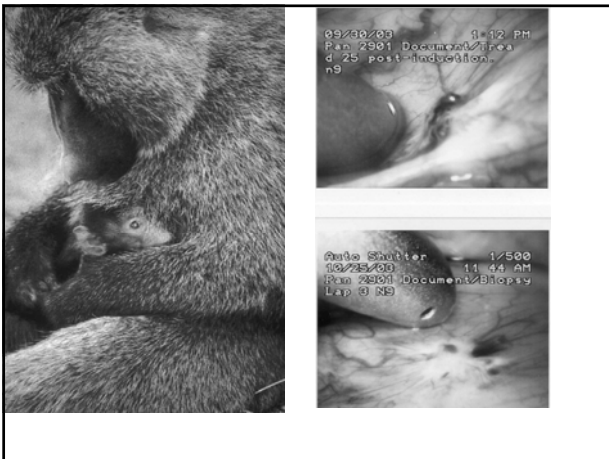 09/30/03 1:12 PM
Pan 2901 Document/Trea
d 25 post-induction
n9
Auto Shutter 1/500
10/25/03 11 44 AM
Pan 2901 Document/Biopsy
Lap 3 N9